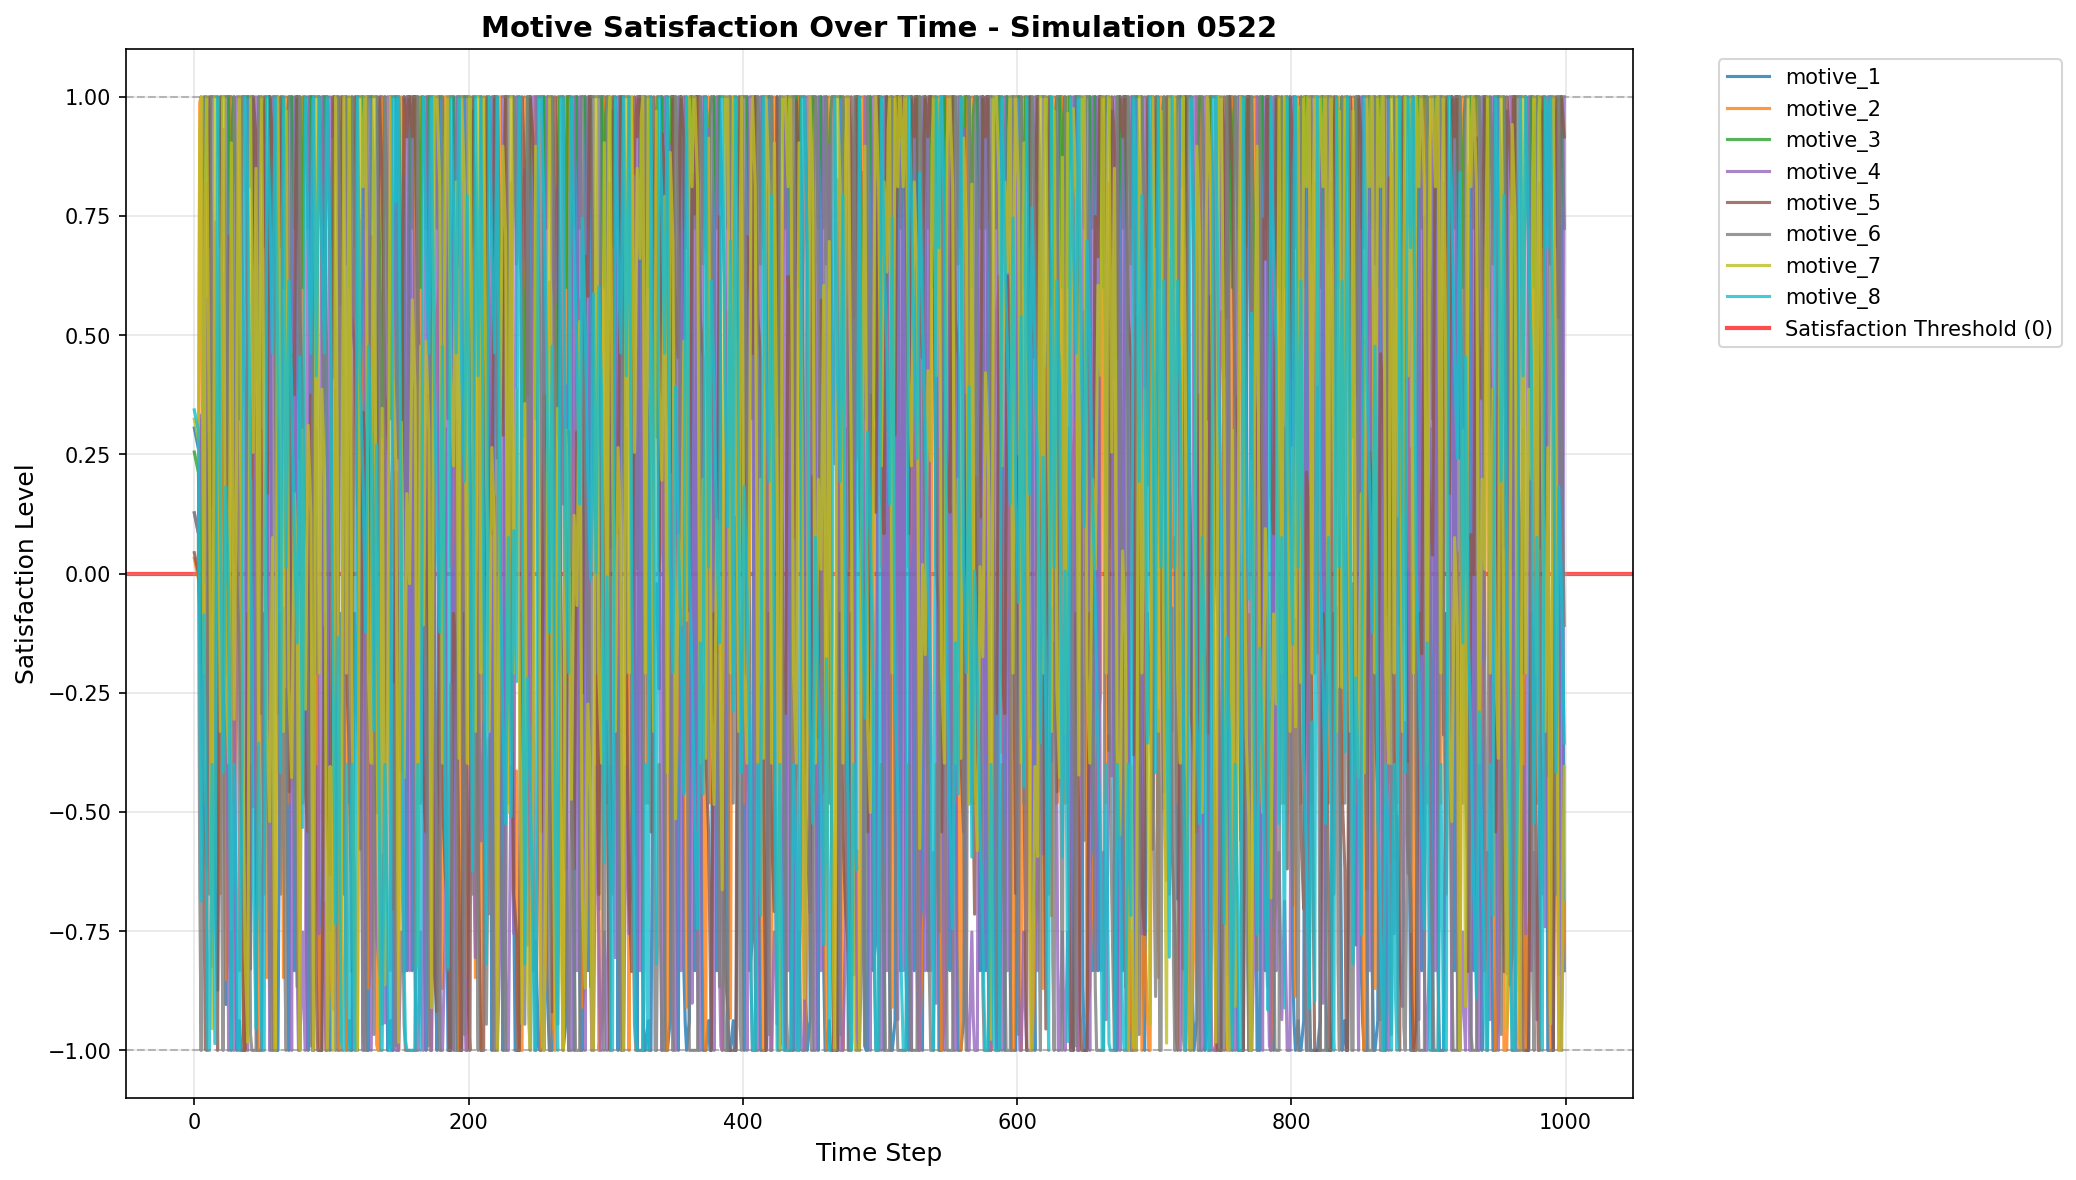 Motive Satisfaction Over Time - Simulation 0522
1.00
0.75
0.50
0.25
0.00
−0.25
−0.50
−0.75
−1.00
Satisfaction Level
0
200
400
600
800
1000
Time Step
motive_1
motive_2
motive_3
motive_4
motive_5
motive_6
motive_7
motive_8
Satisfaction Threshold (0)